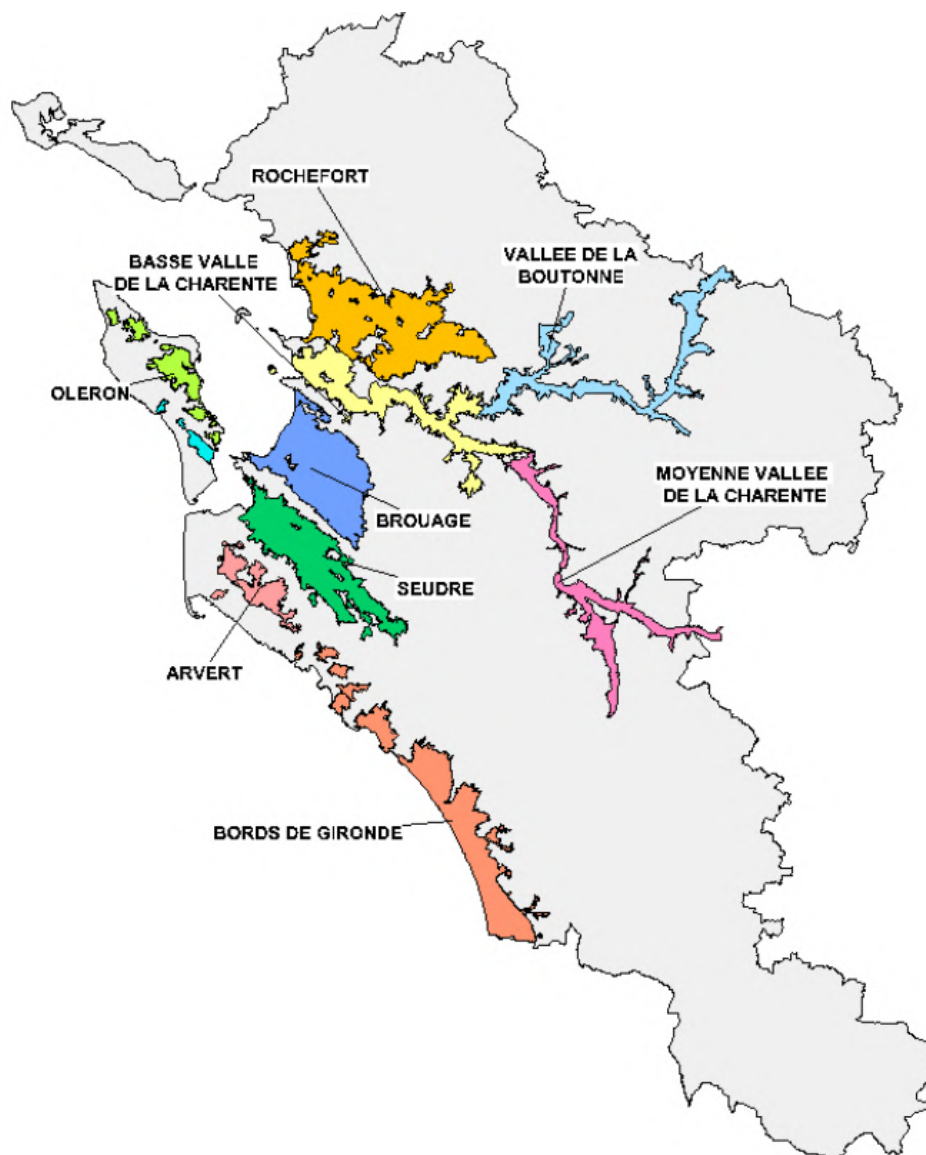 ROCHEFORT
BASSE VALLE
DE LA CHARENTE
VALLEE DE LA
BOUTONNE
OLERON
MOYENNE VALLEE
DE LA CHARENTE
BROUAGE
SEUDRE
ARVERT
BORDS DE GIRONDE